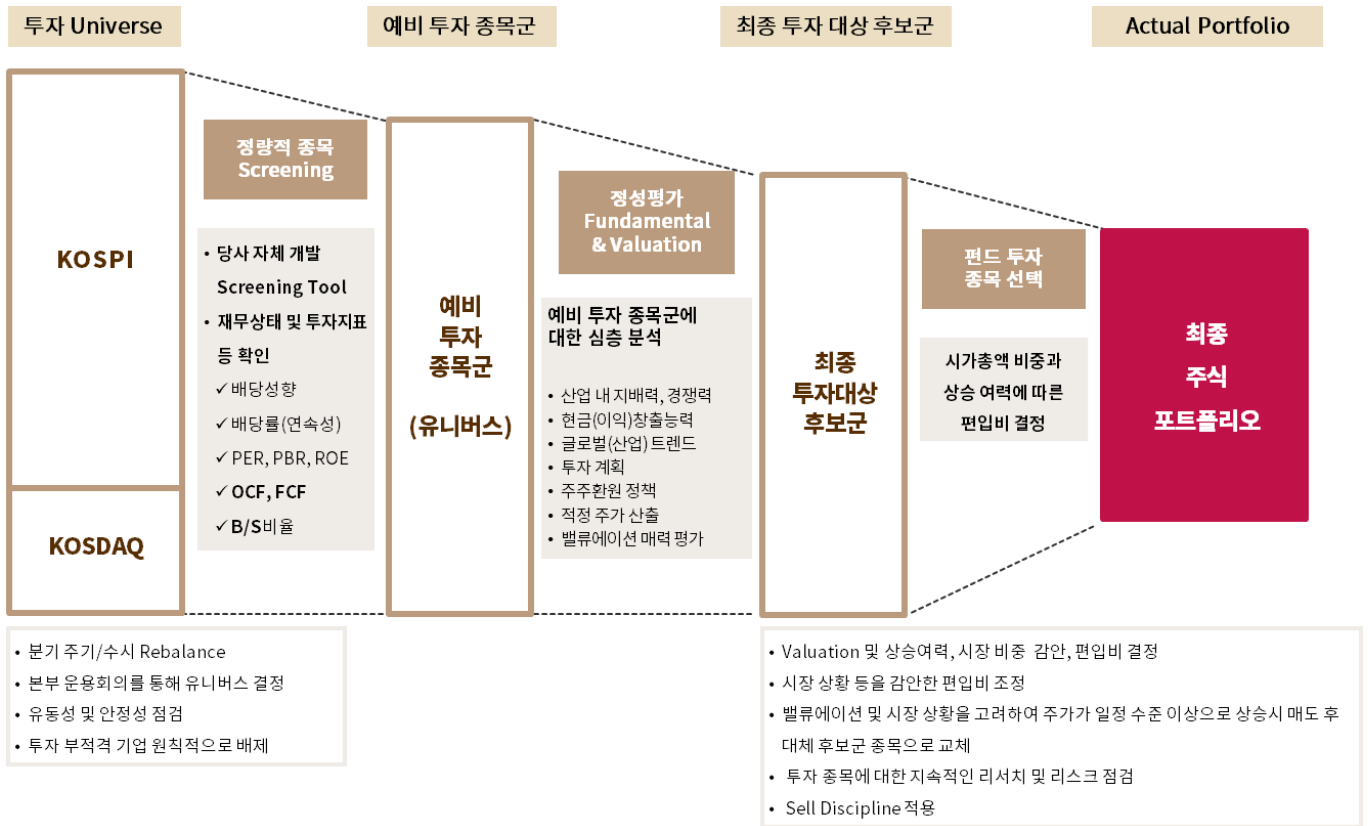 투자 Universe
예비 투자 종목군
최종 투자 대상 후보군
Actual Portfolio
KOSPI
KOSDAQ
정량적 종목
Screening
• 당사 자체 개발
Screening Tool
• 재무상태 및 투자지표
등 확인
✓ 배당성향
✓ 배당률(연속성)
✓ PER, PBR, ROE
✓ OCF, FCF
✓ B/S비율
예비
투자
종목군
(유니버스)
정성평가
Fundamental
& Valuation
예비 투자 종목군에
대한 심층 분석
• 산업 내 지배력, 경쟁력
• 현금(이익)창출능력
• 글로벌(산업) 트렌드
• 투자 계획
• 주주환원 정책
• 적정 주가 산출
• 밸류에이션 매력 평가
최종
투자대상
후보군
펀드 투자
종목 선택
시가총액 비중과
상승 여력에 따른
편입비 결정
최종
주식
포트폴리오
• 분기 주기/수시 Rebalance
• 본부 운용회의를 통해 유니버스 결정
• 유동성 및 안정성 점검
• 투자 부적격 기업 원칙적으로 배제
• Valuation 및 상승여력, 시장 비중 감안, 편입비 결정
• 시장 상황 등을 감안한 편입비 조정
• 밸류에이션 및 시장 상황을 고려하여 주가가 일정 수준 이상으로 상승시 매도 후
대체 후보군 종목으로 교체
• 투자 종목에 대한 지속적인 리서치 및 리스크 점검
• Sell Discipline 적용